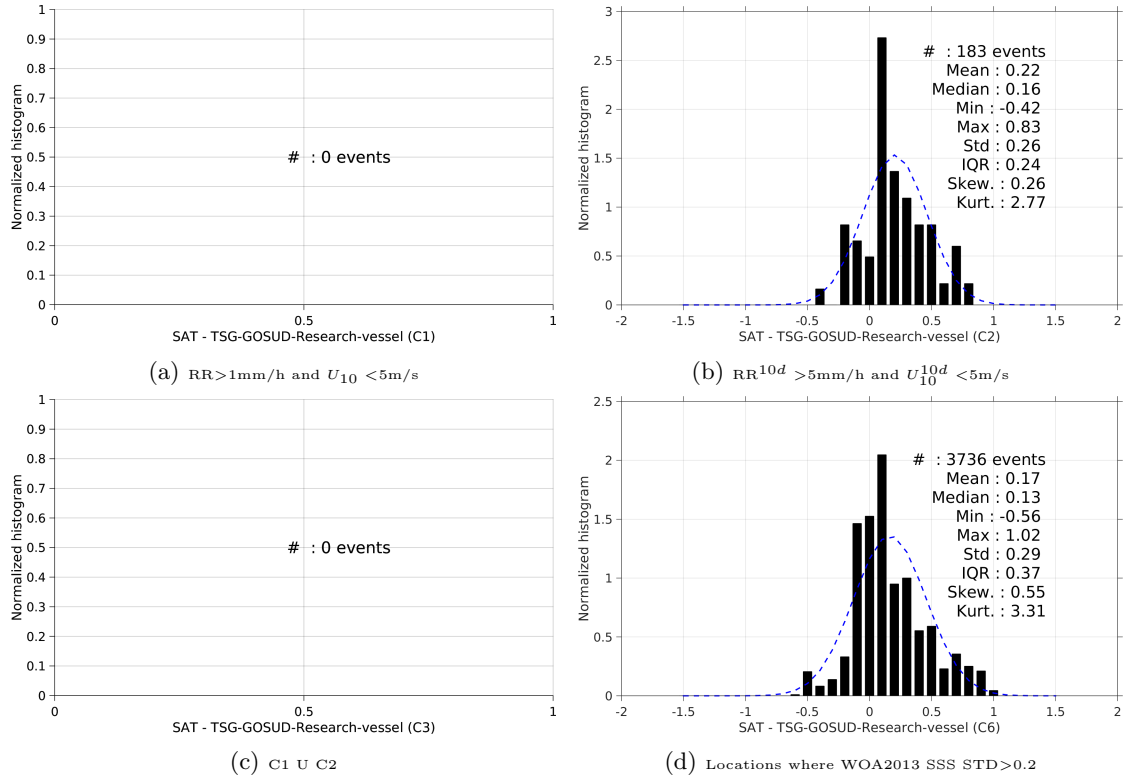 1
0.9
0.8
0.7
0.6
0.5
0.4
0.3
0.2
0.1
0
Normalized histogram
# : 0 events
0 0.5 1
SAT - TSG-GOSUD-Research-vessel (C1)
(a) RR>1mm/h and U10 <5m/s
3
2.5
2
1.5
1
0.5
0
Normalized histogram
# : 183 events
Mean : 0.22
Median : 0.16
Min : -0.42
Max : 0.83
Std : 0.26
IQR : 0.24
Skew. : 0.26
Kurt. : 2.77
-2 -1.5 -1 -0.5 0 0.5 1 1.5 2
SAT - TSG-GOSUD-Research-vessel (C2)
(b) RR10d >5mm/h and U10d10 <5m/s
1
0.9
0.8
0.7
0.6
0.5
0.4
0.3
0.2
0.1
0
Normalized histogram
# : 0 events
0 0.5 1
SAT - TSG-GOSUD-Research-vessel (C3)
(c) C1 U C2
2.5
2
1.5
1
0.5
0
Normalized histogram
# : 3736 events
Mean : 0.17
Median : 0.13
Min : -0.56
Max : 1.02
Std : 0.29
IQR : 0.37
Skew. : 0.55
Kurt. : 3.31
-2 -1.5 -1 -0.5 0 0.5 1 1.5 2
SAT - TSG-GOSUD-Research-vessel (C6)
(d) Locations where WOA2013 SSS STD>0.2